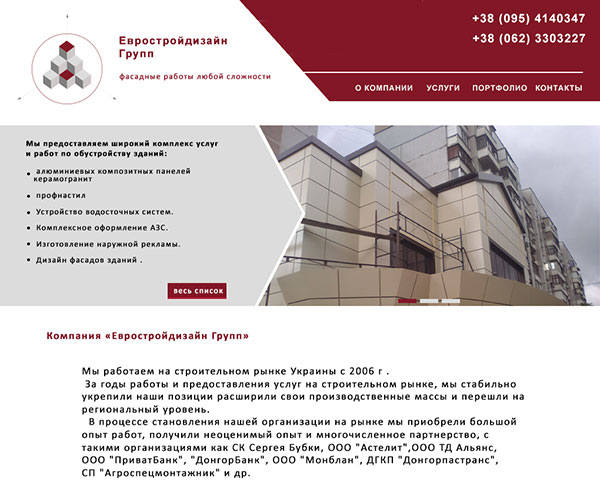 Евростройдизайн
Групп
фасадные работы любой сложности
+38 (095) 4140347
+38 (062) 3303227
О КОМПАНИИ УСЛУГИ ПОРТФОЛИО КОНТАКТЫ
Мы предоставляем широкий комплекс услуг
и работ по обустройству зданий:
• алюминиевых композитных панелей
керамогранит
• профнастил
• Устройство водосточных систем.
• Комплексное оформление АЗС.
• Изготовление наружной рекламы.
• Дизайн фасадов зданий .
весь список
Компания «Евростройдизайн Групп»
Мы работаем на строительном рынке Украины с 2006 г .
За годы работы и предоставления услуг на строительном рынке, мы стабильно
укрепили наши позиции расширили свои производственные массы и перешли на
региональный уровень.
В процессе становления нашей организации на рынке мы приобрели большой
опыт работ, получили неоценимый опыт и многочисленное партнерство, с
такими организациями как СК Сергея Бубки, ООО "Астелит",ООО ТД Альянс,
ООО "ПриватБанк", "ДонгорБанк", ООО "Монблан", ДГКП "Донгорпастранс",
СП "Агроспецмонтажник" и др.